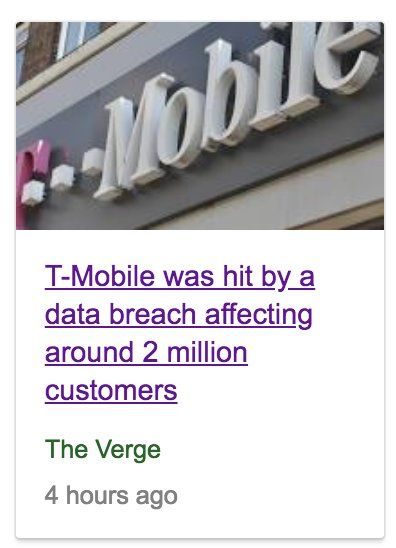 T··Mobile
T-Mobile was hit by a
data breach affecting
around 2 million
customers
The Verge
4 hours ago